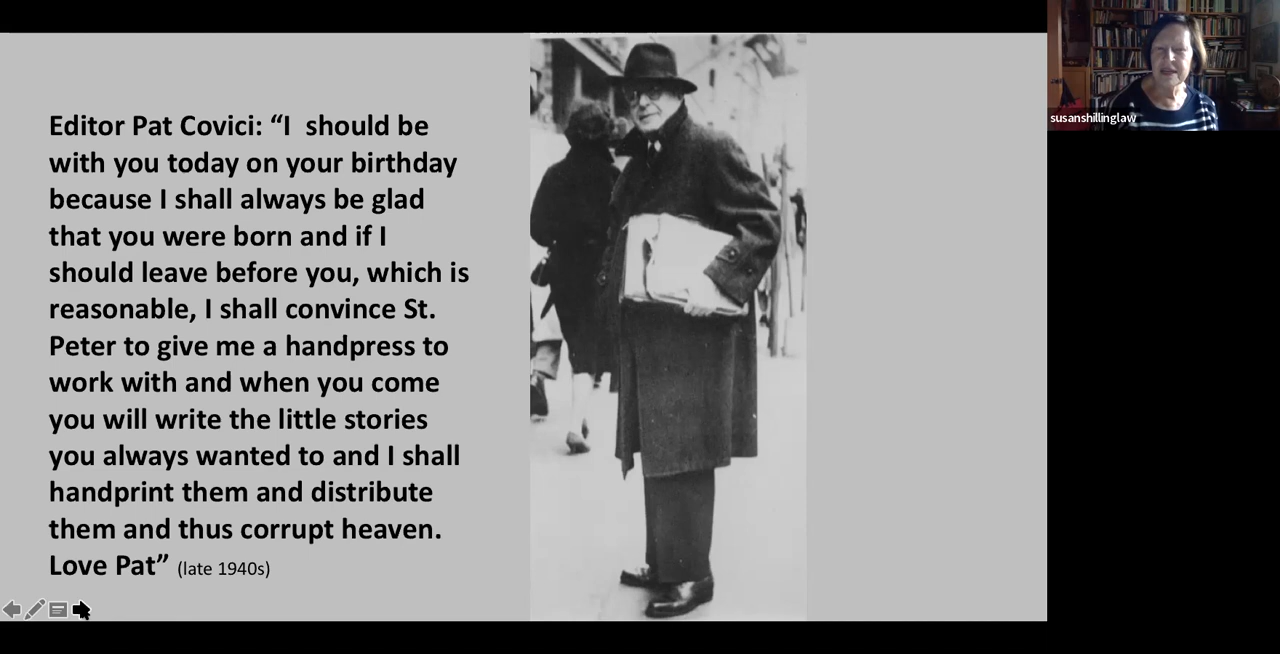 Editor Pat Covici: “I  should be
with you today on your birthday
because I shall always be glad
that you were born and if I
should leave before you, which is
reasonable, I shall convince St.
Peter to give me a handpress to
work with and when you come
you will write the little stories
you always wanted to and I shall
handprint them and distribute
them and thus corrupt heaven.
Love Pat” (late 1940s)
susanshillinglaw